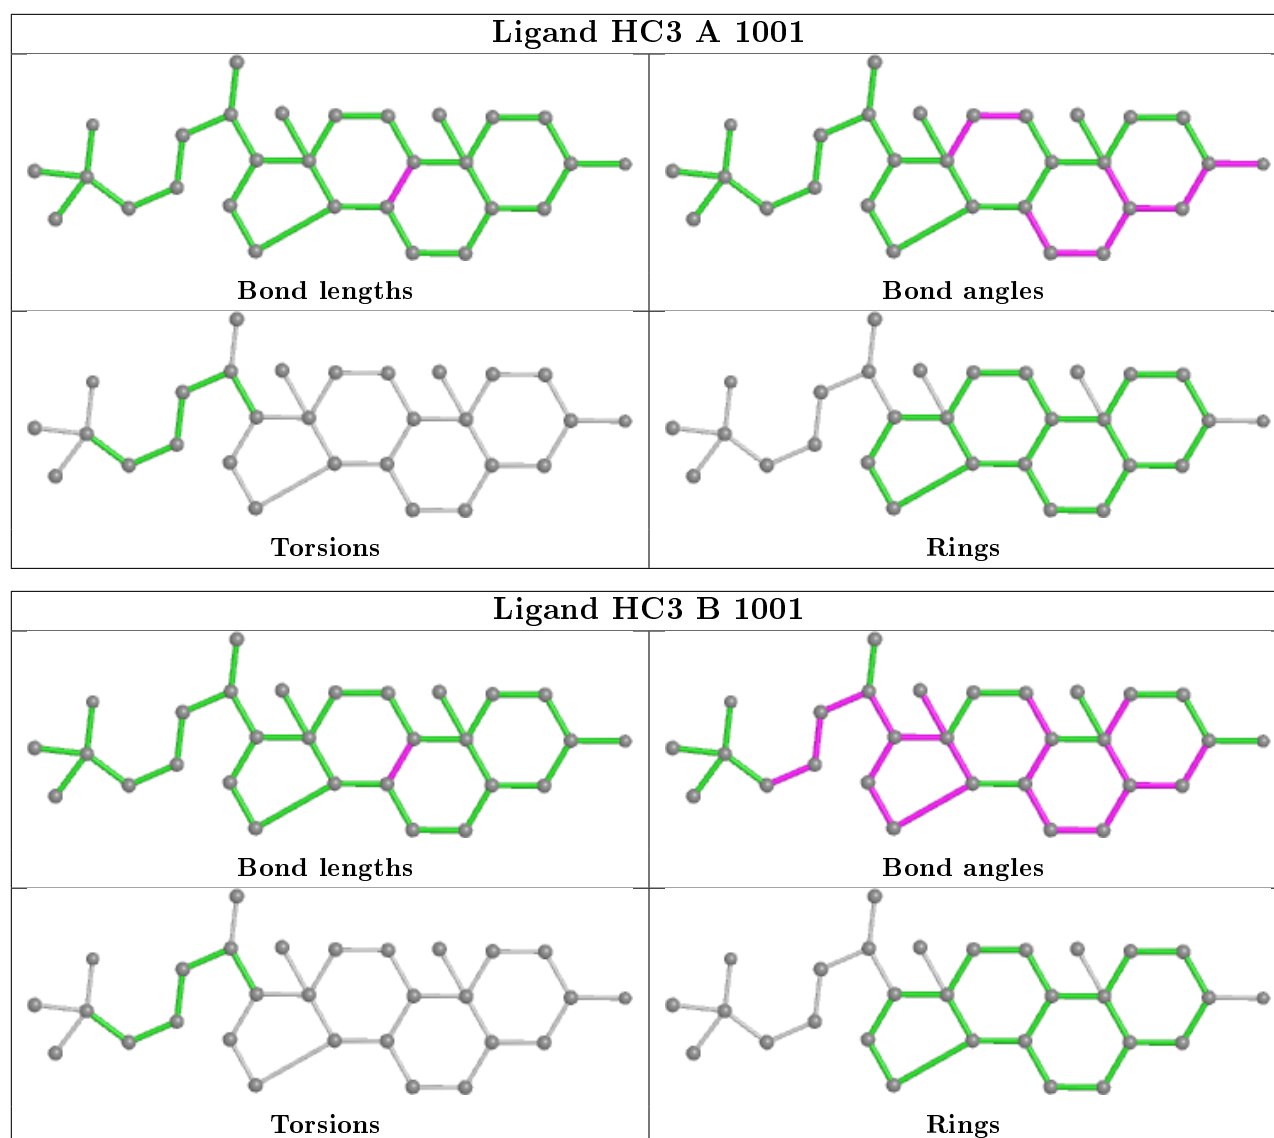 Ligand HC3 A 1001
Bond lengths
Bond angles
Torsions
Rings
Ligand HC3 B 1001
Bond lengths
Bond angles
Torsions
Rings